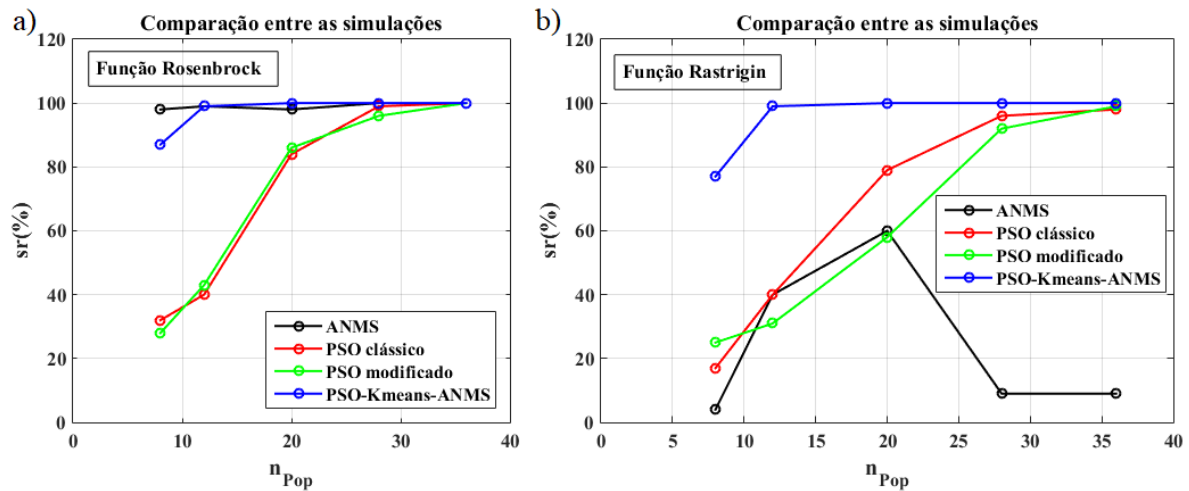 a)
Comparação entre as simulações
120
100
80
60
40
20
0
sr(%)
Função Rosenbrock
ANMS
PSO clássico
PSO modificado
PSO-Kmeans-ANMS
0 10 20 30 40
n_Pop
b)
Comparação entre as simulações
120
100
80
60
40
20
0
sr(%)
Função Rastrigin
ANMS
PSO clássico
PSO modificado
PSO-Kmeans-ANMS
0 5 10 15 20 25 30 35 40
n_Pop